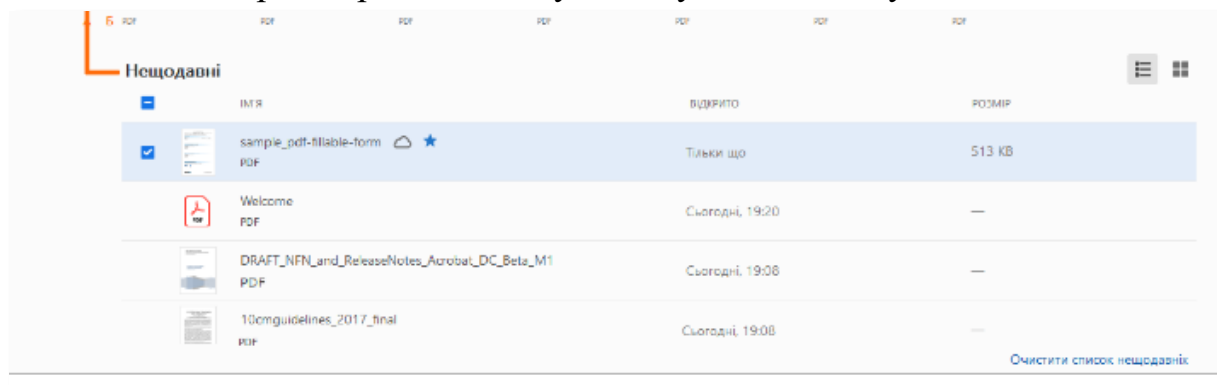 Б PDF PDF PDF PDF PDF PDF PDF
Нещодавні
ІМ'Я ВІДКРИТО РОЗМІР
sample_pdf-fillable-form Тільки що 513 KB
PDF
Welcome Сьогодні, 19:20 —
PDF
DRAFT_NFN_and_ReleaseNotes_Acrobat_DC_Beta_M1 Сьогодні, 19:08 —
PDF
10cmguidelines_2017_final Сьогодні, 19:08 —
PDF
Очистити список нещодавніх